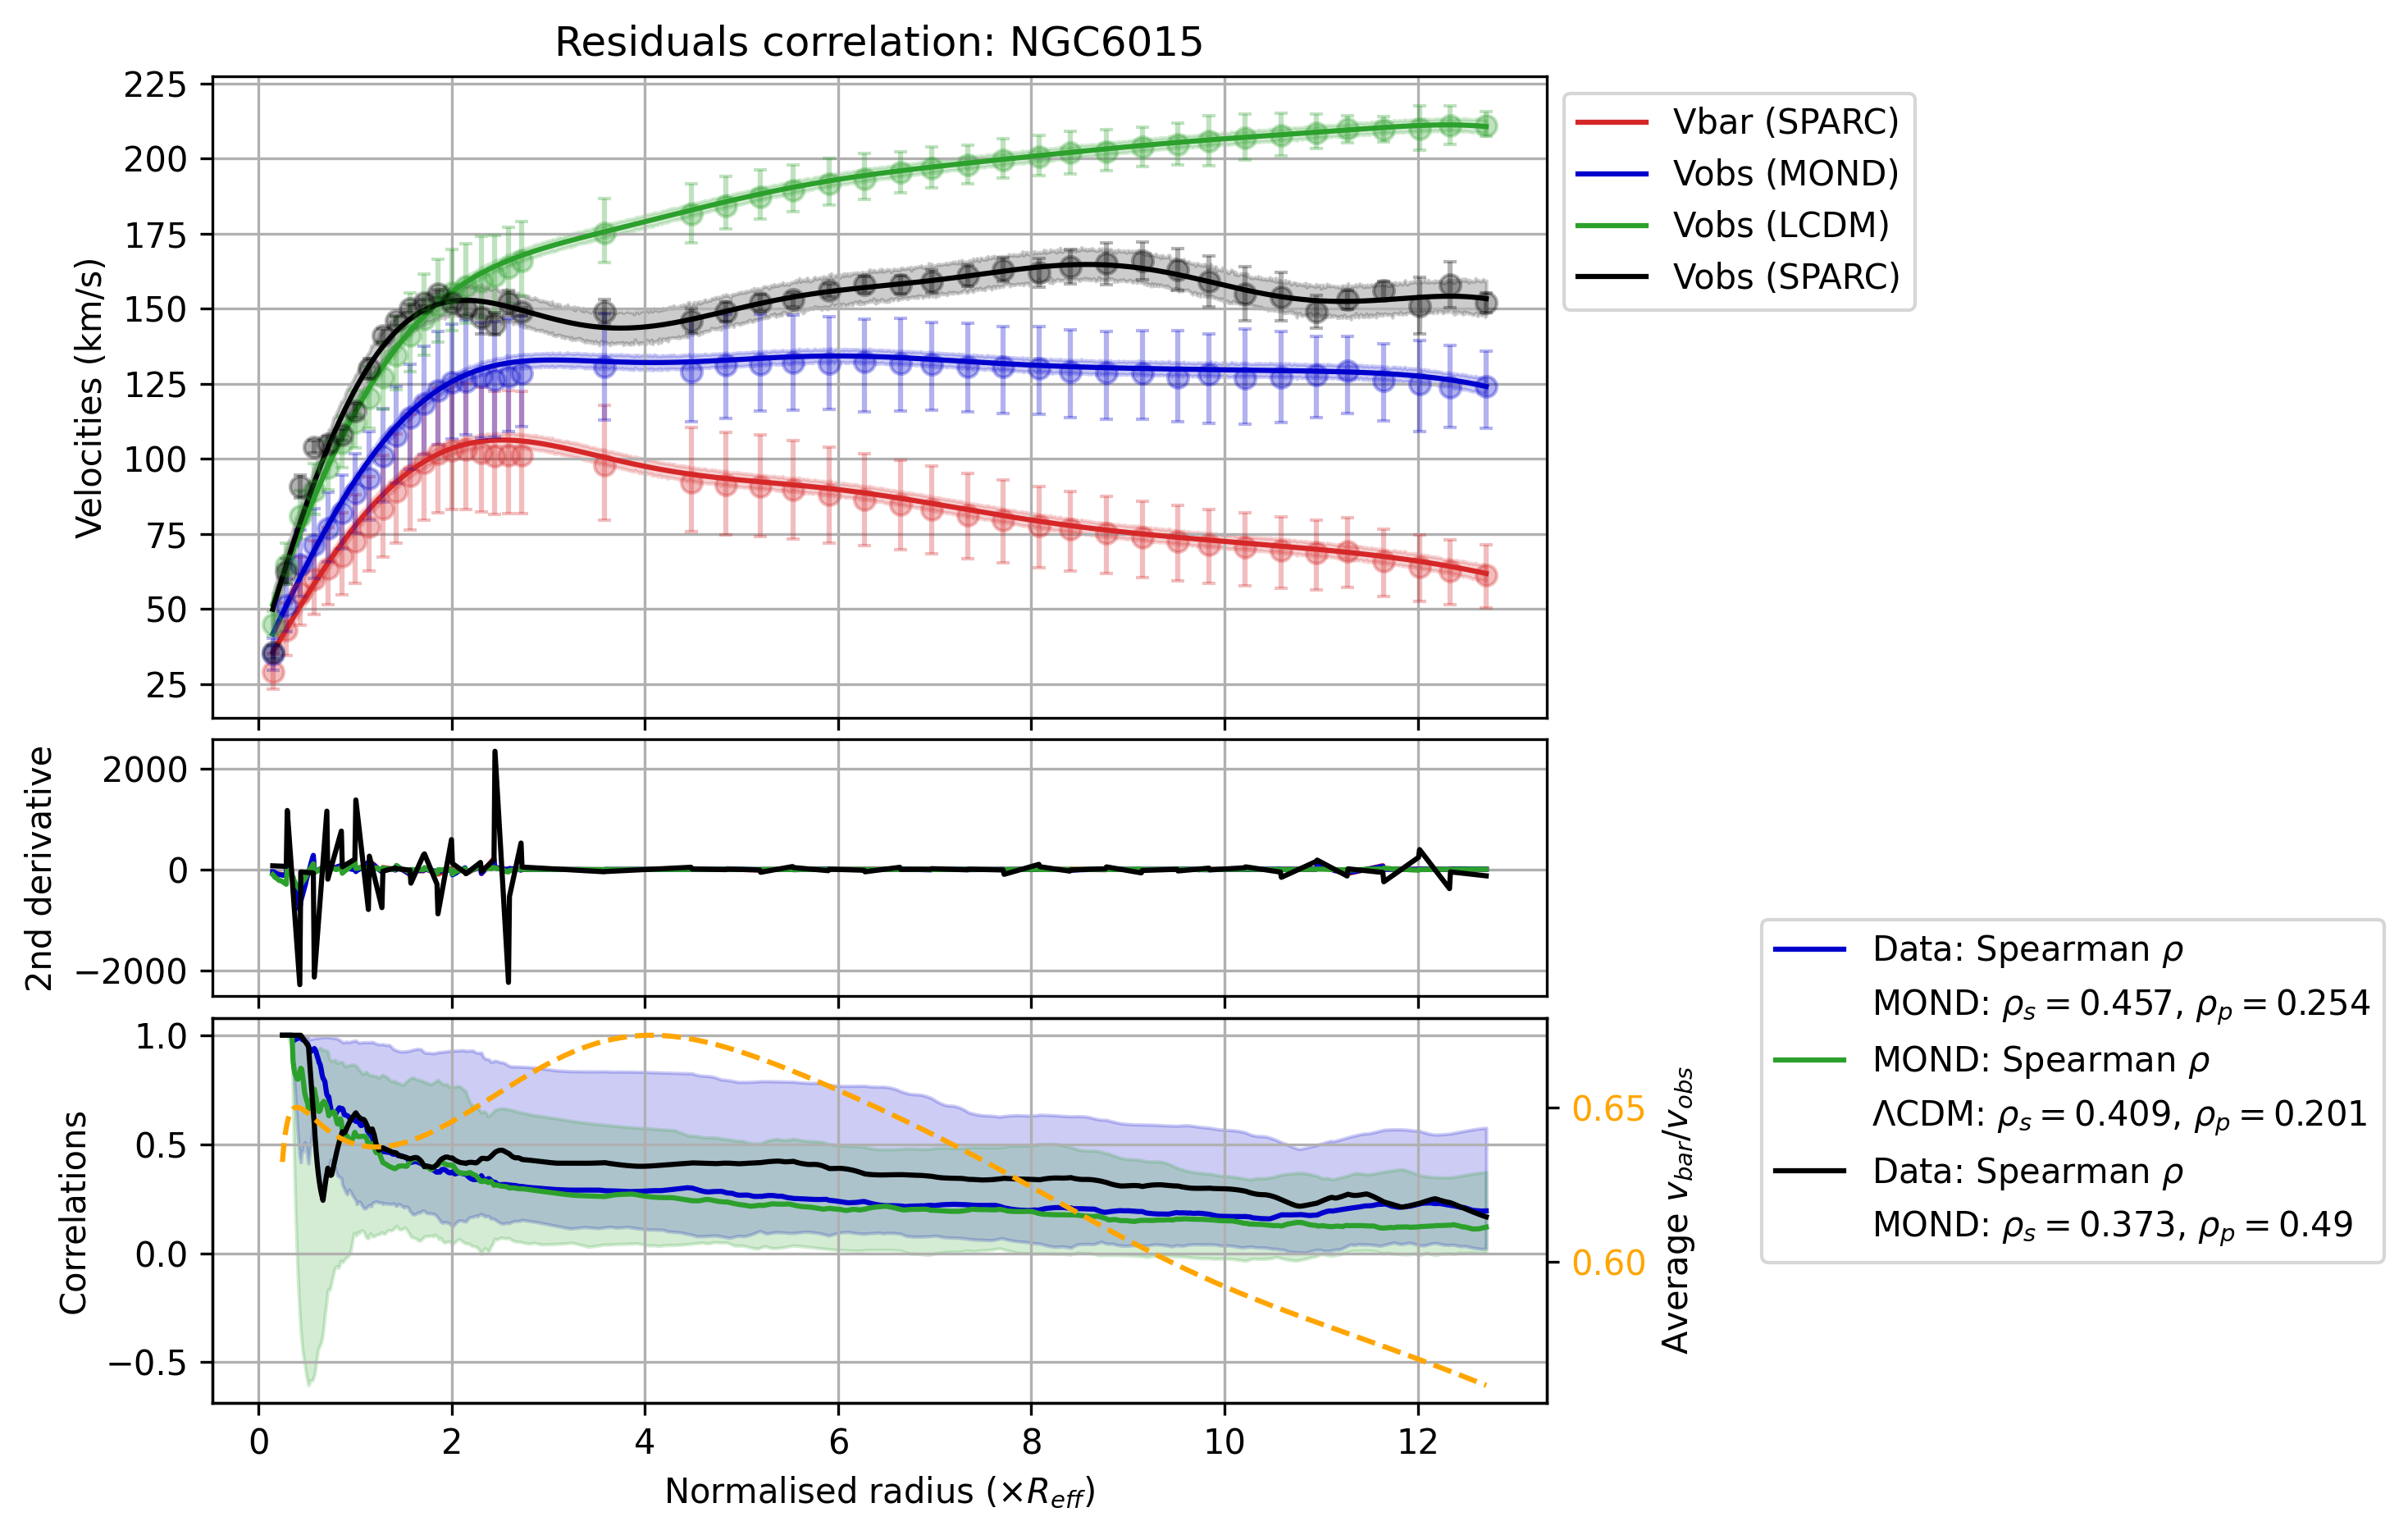 Residuals correlation: NGC6015
225
200
175
150
125
100
75
50
25
Velocities (km/s)
Vbar (SPARC)
Vobs (MOND)
Vobs (LCDM)
Vobs (SPARC)
2000
0
−2000
2nd derivative
1.0
0.5
0.0
−0.5
Correlations
0.65
0.60
Average v_bar/v_obs
0 2 4 6 8 10 12
Normalised radius (×R_eff)
Data: Spearman ρ
MOND: ρ_s = 0.457, ρ_p = 0.254
MOND: Spearman ρ
ΛCDM: ρ_s = 0.409, ρ_p = 0.201
Data: Spearman ρ
MOND: ρ_s = 0.373, ρ_p = 0.49